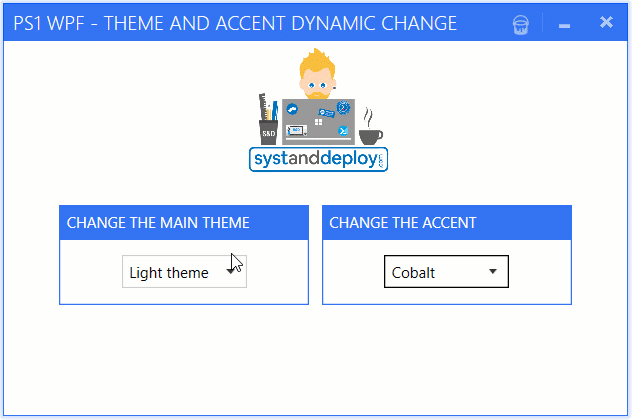 PS1 WPF - THEME AND ACCENT DYNAMIC CHANGE
S&D
systanddeploy
CHANGE THE MAIN THEME
CHANGE THE ACCENT
Light theme
Cobalt